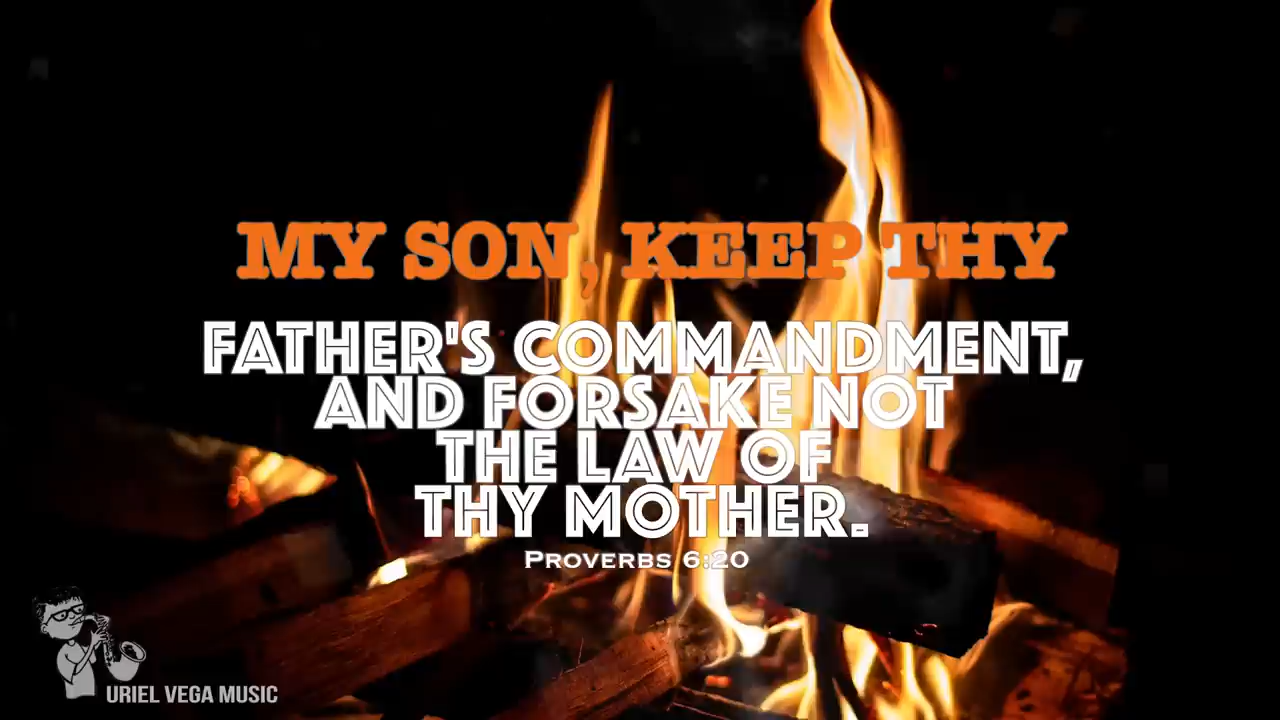 MY SON, KEEP THY
FATHER'S COMMANDMENT,
AND FORSAKE NOT
THE LAW OF
THY MOTHER.
PROVERBS 6:20
URIEL VEGA MUSIC